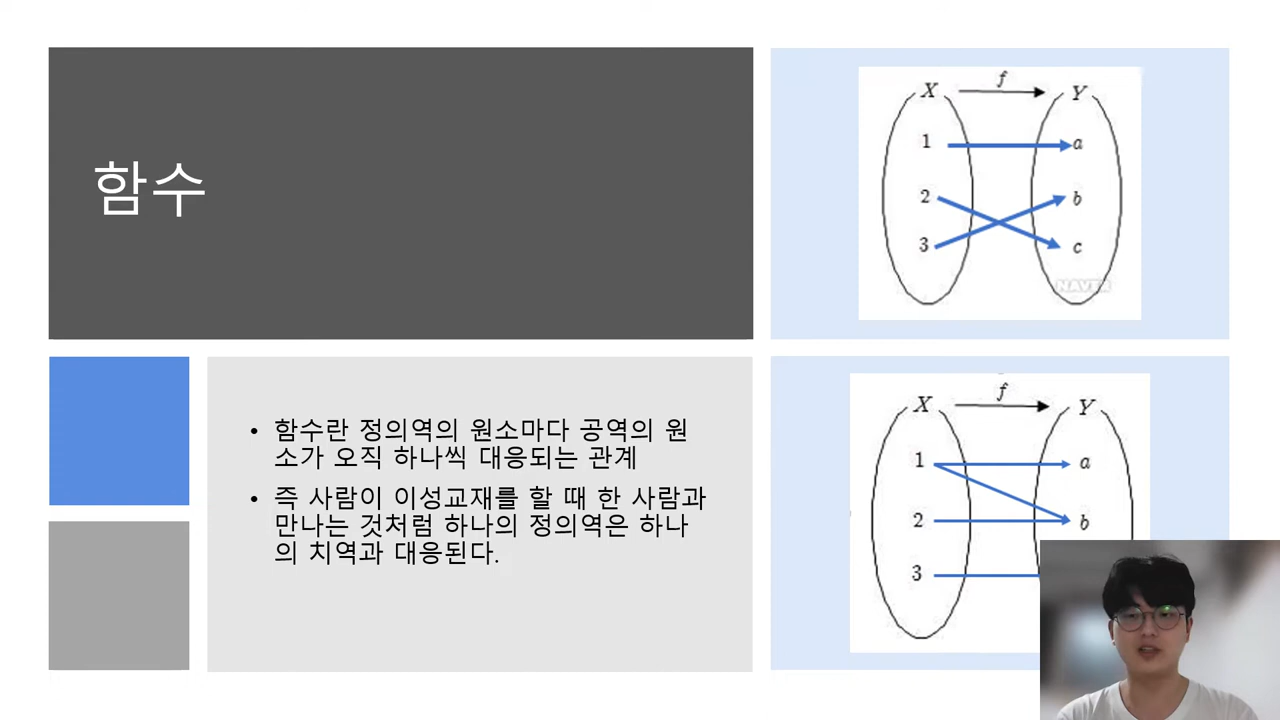 함수
• 함수란 정의역의 원소마다 공역의 원
소가 오직 하나씩 대응되는 관계
• 즉 사람이 이성교재를 할 때 한 사람과
만나는 것처럼 하나의 정의역은 하나
의 치역과 대응된다.
X f Y
1 a
2 b
3 c
NAVER
X f Y
1 a
2 b
3